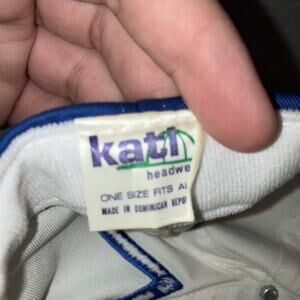 kati
headwe
ONE SIZE FITS AL
MADE IN DOMINICAN REPU